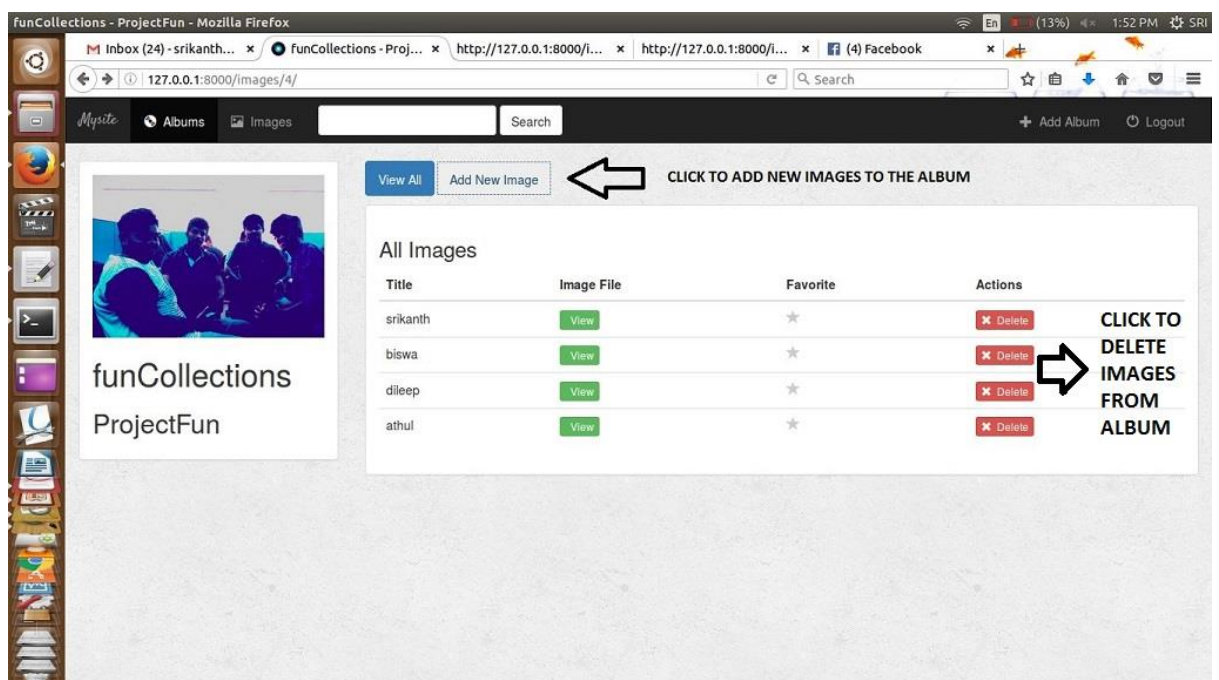 funCollections - ProjectFun - Mozilla Firefox
En (13%) 1:52 PM SRI
Inbox (24) - srikanth... × funCollections - Proj... × http://127.0.0.1:8000/i... × http://127.0.0.1:8000/i... × (4) Facebook ×
127.0.0.1:8000/images/4/ Search
Mysite Albums Images Search + Add Album Logout
View All Add New Image CLICK TO ADD NEW IMAGES TO THE ALBUM
All Images
Title Image File Favorite Actions
srikanth View Delete
biswa View Delete
dileep View Delete
athul View Delete
CLICK TO
DELETE
IMAGES
FROM
ALBUM
funCollections
ProjectFun